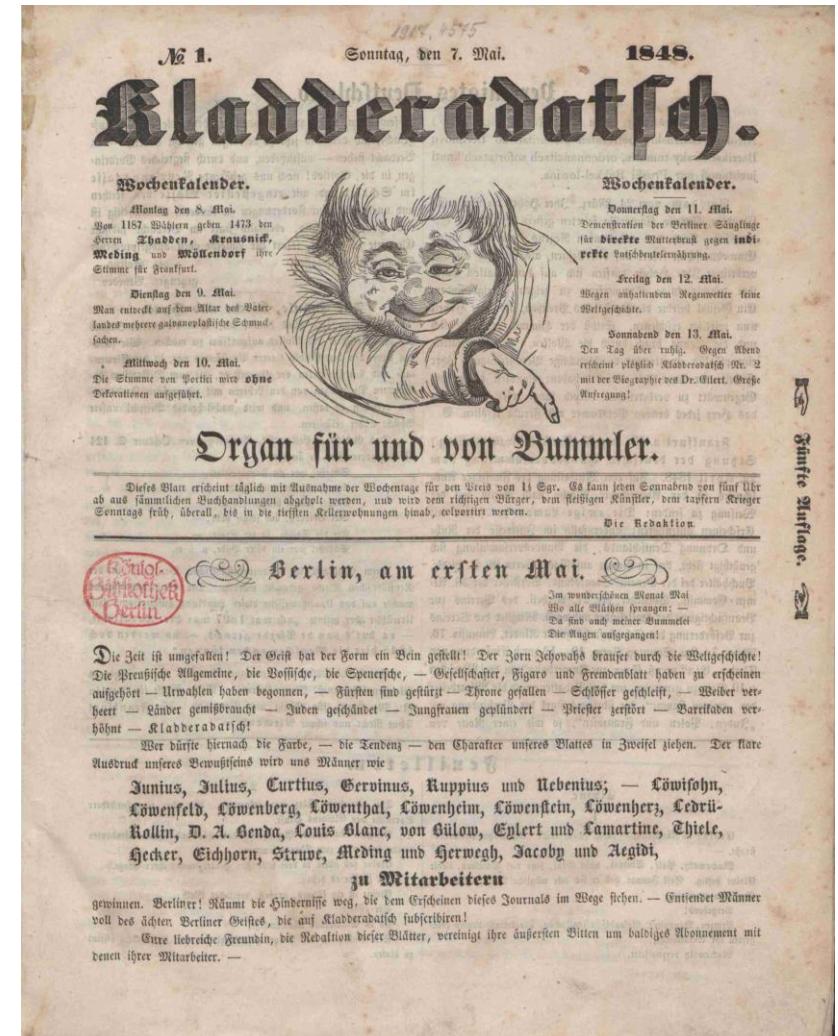 1917, 4575
№ 1.
Sonntag, den 7. Mai.
1848.
Kladderadatsch.
Wochenkalender.
Montag den 8. Mai.
Von 1187 Wählern geben 1473 den
Herren Thadden, Krausnick,
Meding und Möllendorf ihre
Stimme für Frankfurt.
Dienstag den 9. Mai.
Man entdeckt auf dem Altar des Vater-
landes mehrere galvanoplastische Schmuck-
sachen.
Mittwoch den 10. Mai.
Die Stumme von Portici wird ohne
Dekorationen aufgeführt.
Wochenkalender.
Donnerstag den 11. Mai.
Demonstration der Berliner Säuglinge
für direkte Mutterbrust gegen indi-
rekte Lutschbeutelernährung.
Freitag den 12. Mai.
Wegen anhaltendem Regenwetter keine
Weltgeschichte.
Sonnabend den 13. Mai.
Den Tag über ruhig. Gegen Abend
erscheint plötzlich Kladderadatsch Nr. 2
mit der Biographie des Dr. Eilert. Große
Aufregung!
Organ für und von Bummler.
Dieses Blatt erscheint täglich mit Ausnahme der Wochentage für den Preis von 1½ Sgr. Es kann jeden Sonnabend von fünf Uhr
ab aus sämmtlichen Buchhandlungen abgeholt werden, und wird dem richtigen Bürger, dem fleißigen Künstler, dem tapfern Krieger
Sonntags früh, überall, bis in die tiefsten Kellerwohnungen hinab, colportirt werden.
Die Redaktion.
Fünfte Auflage.
Königl-
Bibliothek
Berlin
Berlin, am ersten Mai.
Im wunderschönen Monat Mai
Wo alle Blüthen sprangen: —
Da sind auch meiner Bummelei
Die Augen aufgegangen!
Die Zeit ist umgefallen! Der Geist hat der Form ein Bein gestellt! Der Zorn Jehovahs brauset durch die Weltgeschichte!
Die Preußische Allgemeine, die Vossische, die Spenersche, — Gesellschafter, Figaro und Fremdenblatt haben zu erscheinen
aufgehört — Urwahlen haben begonnen, — Fürsten sind gestürzt — Throne gefallen — Schlösser geschleift, — Weiber ver-
heert — Länder gemißbraucht — Juden geschändet — Jungfrauen geplündert — Priester zerstört — Barrikaden ver-
höhnt — Kladderadatsch!
Wer dürfte hiernach die Farbe, — die Tendenz — den Charakter unseres Blattes in Zweifel ziehen. Der klare
Ausdruck unseres Bewußtseins wird uns Männer wie
Junius, Julius, Curtius, Gervinus, Ruppius und Nebenius; — Löwisohn,
Löwenfeld, Löwenberg, Löwenthal, Löwenheim, Löwenstein, Löwenherz, Ledrü-
Rollin, D. A. Benda, Louis Blanc, von Bülow, Eylert und Lamartine, Thiele,
Hecker, Eichhorn, Struve, Meding und Herwegh, Jacoby und Aegidi,
zu Mitarbeitern
gewinnen. Berliner! Räumt die Hindernisse weg, die dem Erscheinen dieses Journals im Wege stehen. — Entsendet Männer
voll des ächten Berliner Geistes, die auf Kladderadatsch subscribiren!
Eure liebreiche Freundin, die Redaktion dieser Blätter, vereinigt ihre äußersten Bitten um baldiges Abonnement mit
denen ihrer Mitarbeiter. —